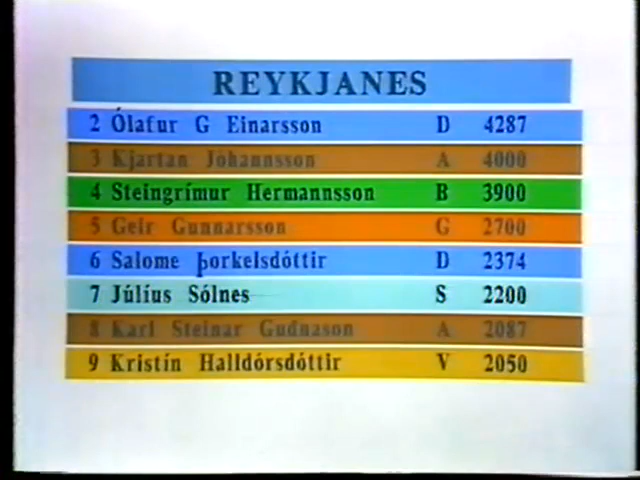 REYKJANES
2 Ólafur G Einarsson D 4287
3 Kjartan Jóhannsson A 4000
4 Steingrímur Hermannsson B 3900
5 Geir Gunnarsson G 2700
6 Salome Þorkelsdóttir D 2374
7 Júlíus Sólnes S 2200
8 Karl Steinar Guðnason A 2087
9 Kristín Halldórsdóttir V 2050